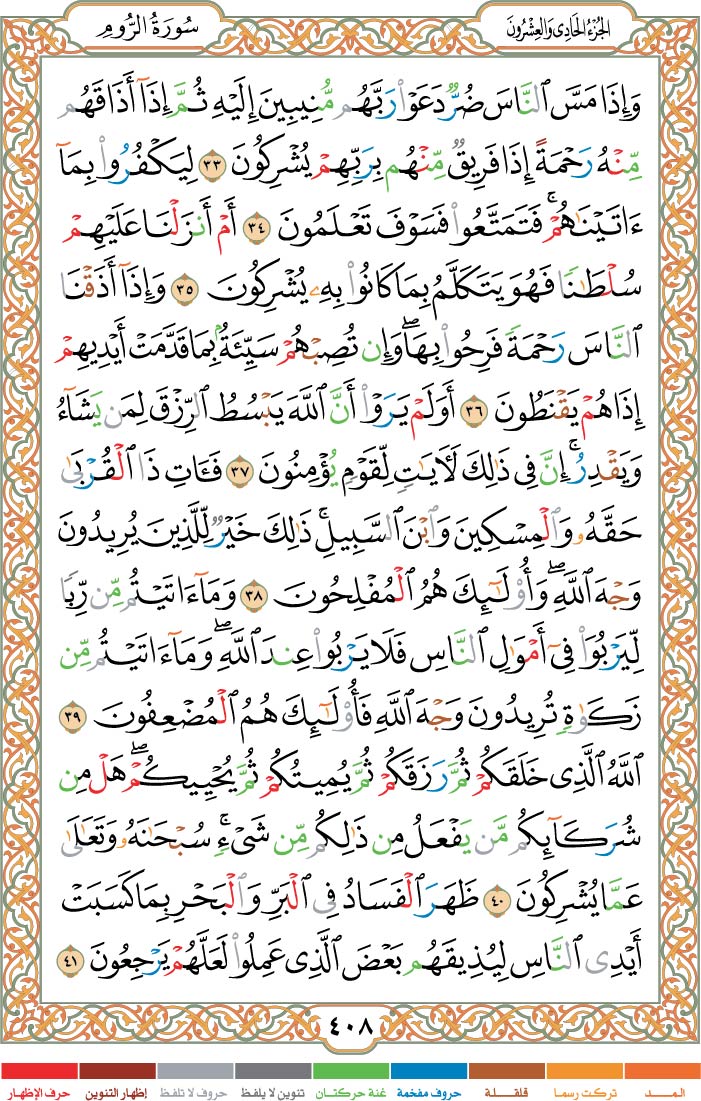 الجُزْءُ الحَادِي وَالعِشْرُونَ
سُورَةُ الرُّومِ
وَإِذَا مَسَّ ٱلنَّاسَ ضُرٌّ دَعَوْا۟ رَبَّهُم مُّنِيبِينَ إِلَيْهِ ثُمَّ إِذَآ أَذَاقَهُم
مِّنْهُ رَحْمَةً إِذَا فَرِيقٌ مِّنْهُم بِرَبِّهِمْ يُشْرِكُونَ ٣٣ لِيَكْفُرُوا۟ بِمَآ
ءَاتَيْنَٰهُمْ ۚ فَتَمَتَّعُوا۟ فَسَوْفَ تَعْلَمُونَ ٣٤ أَمْ أَنزَلْنَا عَلَيْهِمْ
سُلْطَٰنًا فَهُوَ يَتَكَلَّمُ بِمَا كَانُوا۟ بِهِۦ يُشْرِكُونَ ٣٥ وَإِذَآ أَذَقْنَا
ٱلنَّاسَ رَحْمَةً فَرِحُوا۟ بِهَا ۖ وَإِن تُصِبْهُمْ سَيِّئَةٌۢ بِمَا قَدَّمَتْ أَيْدِيهِمْ
إِذَا هُمْ يَقْنَطُونَ ٣٦ أَوَلَمْ يَرَوْا۟ أَنَّ ٱللَّهَ يَبْسُطُ ٱلرِّزْقَ لِمَن يَشَآءُ
وَيَقْدِرُ ۚ إِنَّ فِى ذَٰلِكَ لَءَايَٰتٍ لِّقَوْمٍ يُؤْمِنُونَ ٣٧ فَـَٔاتِ ذَا ٱلْقُرْبَىٰ
حَقَّهُۥ وَٱلْمِسْكِينَ وَٱبْنَ ٱلسَّبِيلِ ۚ ذَٰلِكَ خَيْرٌ لِّلَّذِينَ يُرِيدُونَ
وَجْهَ ٱللَّهِ ۖ وَأُو۟لَٰٓئِكَ هُمُ ٱلْمُفْلِحُونَ ٣٨ وَمَآ ءَاتَيْتُم مِّن رِّبًا
لِّيَرْبُوَا۟ فِىٓ أَمْوَٰلِ ٱلنَّاسِ فَلَا يَرْبُوا۟ عِندَ ٱللَّهِ ۖ وَمَآ ءَاتَيْتُم مِّن
زَكَوٰةٍ تُرِيدُونَ وَجْهَ ٱللَّهِ فَأُو۟لَٰٓئِكَ هُمُ ٱلْمُضْعِفُونَ ٣٩
ٱللَّهُ ٱلَّذِى خَلَقَكُمْ ثُمَّ رَزَقَكُمْ ثُمَّ يُمِيتُكُمْ ثُمَّ يُحْيِيكُمْ ۖ هَلْ مِن
شُرَكَآئِكُم مَّن يَفْعَلُ مِن ذَٰلِكُم مِّن شَىْءٍ ۚ سُبْحَٰنَهُۥ وَتَعَٰلَىٰ
عَمَّا يُشْرِكُونَ ٤٠ ظَهَرَ ٱلْفَسَادُ فِى ٱلْبَرِّ وَٱلْبَحْرِ بِمَا كَسَبَتْ
أَيْدِى ٱلنَّاسِ لِيُذِيقَهُم بَعْضَ ٱلَّذِى عَمِلُوا۟ لَعَلَّهُمْ يَرْجِعُونَ ٤١
٤٠٨
المـــد تركت رسما قلقـــلة حروف مفخمة غنة حركتان تنوين لا يلفظ حروف لا تلفظ إظهار التنوين حرف الإظهار